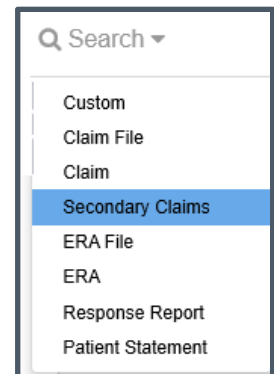 Search
Custom
Claim File
Claim
Secondary Claims
ERA File
ERA
Response Report
Patient Statement